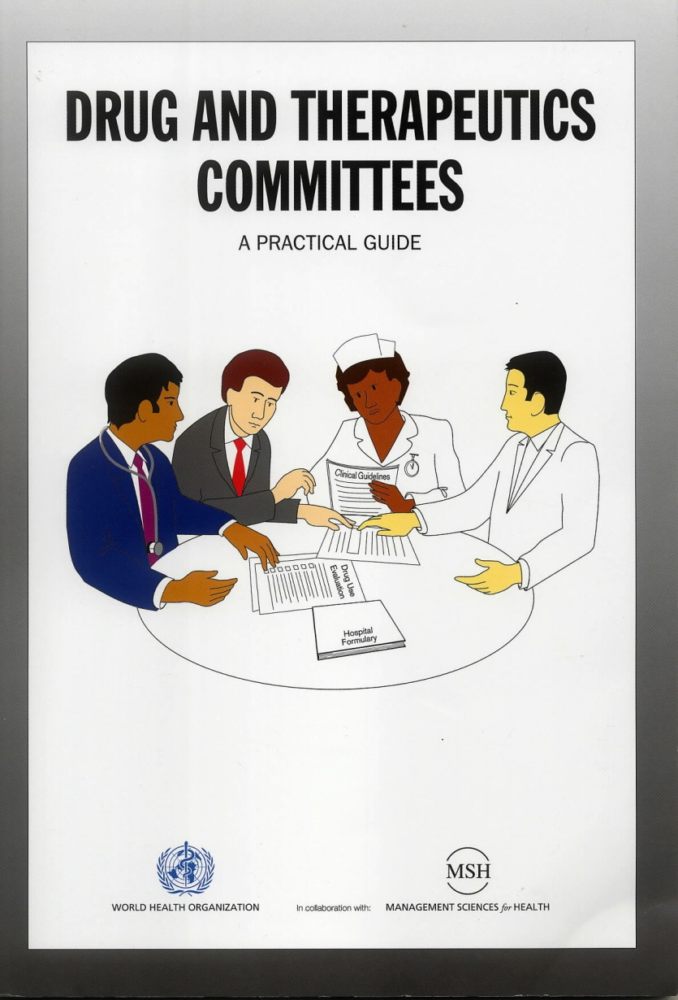 DRUG AND THERAPEUTICS
COMMITTEES
A PRACTICAL GUIDE
Clinical Guidelines
Drug Use
Evaluation
Hospital
Formulary
MSH
WORLD HEALTH ORGANIZATION
In collaboration with:
MANAGEMENT SCIENCES for HEALTH